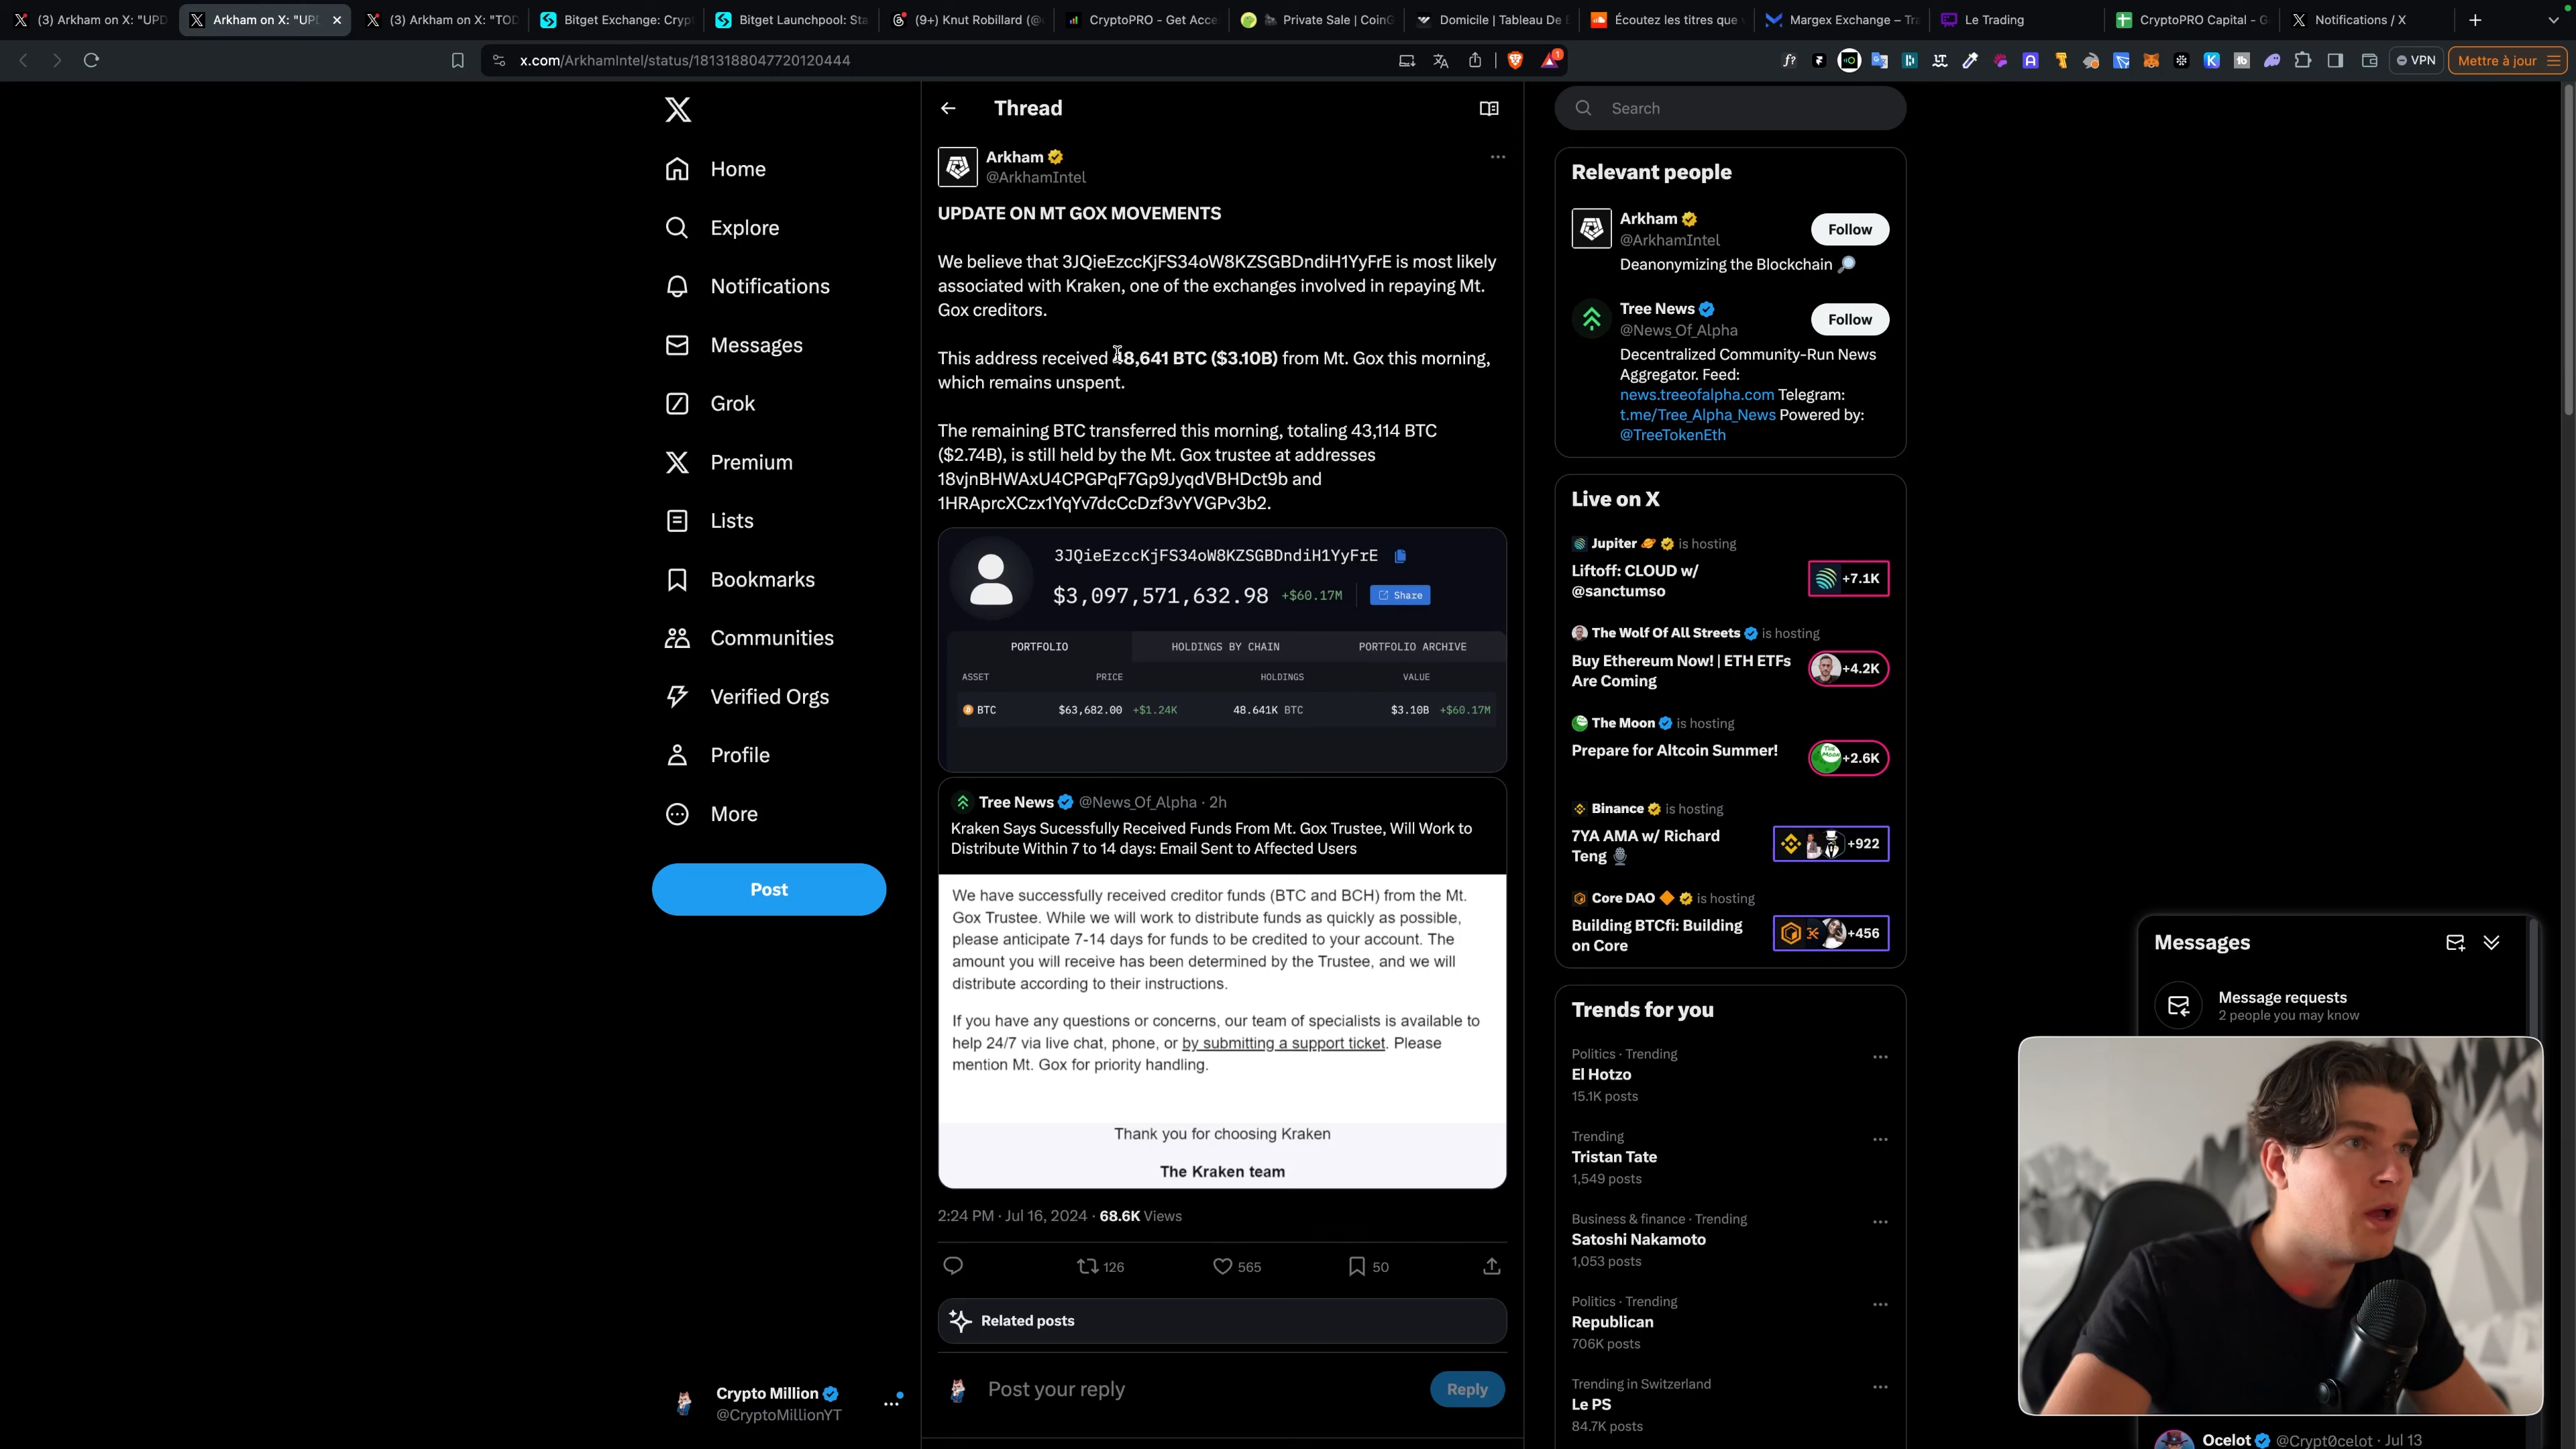 (3) Arkham on X: "UPD
Arkham on X: "UPD
(3) Arkham on X: "TOD
Bitget Exchange: Crypt
Bitget Launchpool: Sta
(9+) Knut Robillard (@
CryptoPRO - Get Acce
Private Sale | CoinG
Domicile | Tableau De B
Écoutez les titres que
Margex Exchange – Tra
Le Trading
CryptoPRO Capital - G
Notifications / X
x.com/ArkhamIntel/status/1813188047720120444
1
VPN
Mettre à jour
Home
Explore
Notifications
Messages
Grok
Premium
Lists
Bookmarks
Communities
Verified Orgs
Profile
More
Post
Crypto Million
@CryptoMillionYT
Thread
Arkham
@ArkhamIntel
UPDATE ON MT GOX MOVEMENTS
We believe that 3JQieEzccKjFS34oW8KZSGBDndiH1YyFrE is most likely
associated with Kraken, one of the exchanges involved in repaying Mt.
Gox creditors.
This address received 48,641 BTC ($3.10B) from Mt. Gox this morning,
which remains unspent.
The remaining BTC transferred this morning, totaling 43,114 BTC
($2.74B), is still held by the Mt. Gox trustee at addresses
18vjnBHWAxU4CPGPqF7Gp9JyqdVBHDct9b and
1HRAprcXCzx1YqYv7dcCcDzf3vYVGPv3b2.
3JQieEzccKjFS34oW8KZSGBDndiH1YyFrE
$3,097,571,632.98 +$60.17M Share
PORTFOLIO HOLDINGS BY CHAIN PORTFOLIO ARCHIVE
ASSET PRICE HOLDINGS VALUE
BTC $63,682.00 +$1.24K 48.641K BTC $3.10B +$60.17M
Tree News @News_Of_Alpha · 2h
Kraken Says Sucessfully Received Funds From Mt. Gox Trustee, Will Work to
Distribute Within 7 to 14 days: Email Sent to Affected Users
We have successfully received creditor funds (BTC and BCH) from the Mt.
Gox Trustee. While we will work to distribute funds as quickly as possible,
please anticipate 7-14 days for funds to be credited to your account. The
amount you will receive has been determined by the Trustee, and we will
distribute according to their instructions.
If you have any questions or concerns, our team of specialists is available to
help 24/7 via live chat, phone, or by submitting a support ticket. Please
mention Mt. Gox for priority handling.
Thank you for choosing Kraken
The Kraken team
2:24 PM · Jul 16, 2024 · 68.6K Views
126 565 50
Related posts
Post your reply
Reply
Search
Relevant people
Arkham
@ArkhamIntel
Follow
Deanonymizing the Blockchain
Tree News
@News_Of_Alpha
Follow
Decentralized Community-Run News
Aggregator. Feed:
news.treeofalpha.com Telegram:
t.me/Tree_Alpha_News Powered by:
@TreeTokenEth
Live on X
Jupiter is hosting
Liftoff: CLOUD w/
@sanctumso
+7.1K
The Wolf Of All Streets is hosting
Buy Ethereum Now! | ETH ETFs
Are Coming
+4.2K
The Moon is hosting
Prepare for Altcoin Summer!
+2.6K
Binance is hosting
7YA AMA w/ Richard
Teng
+922
Core DAO is hosting
Building BTCfi: Building
on Core
+456
Trends for you
Politics · Trending
El Hotzo
15.1K posts
Trending
Tristan Tate
1,549 posts
Business & finance · Trending
Satoshi Nakamoto
1,053 posts
Politics · Trending
Republican
706K posts
Trending in Switzerland
Le PS
84.7K posts
Messages
Message requests
2 people you may know
Ocelot @Crypt0celot · Jul 13